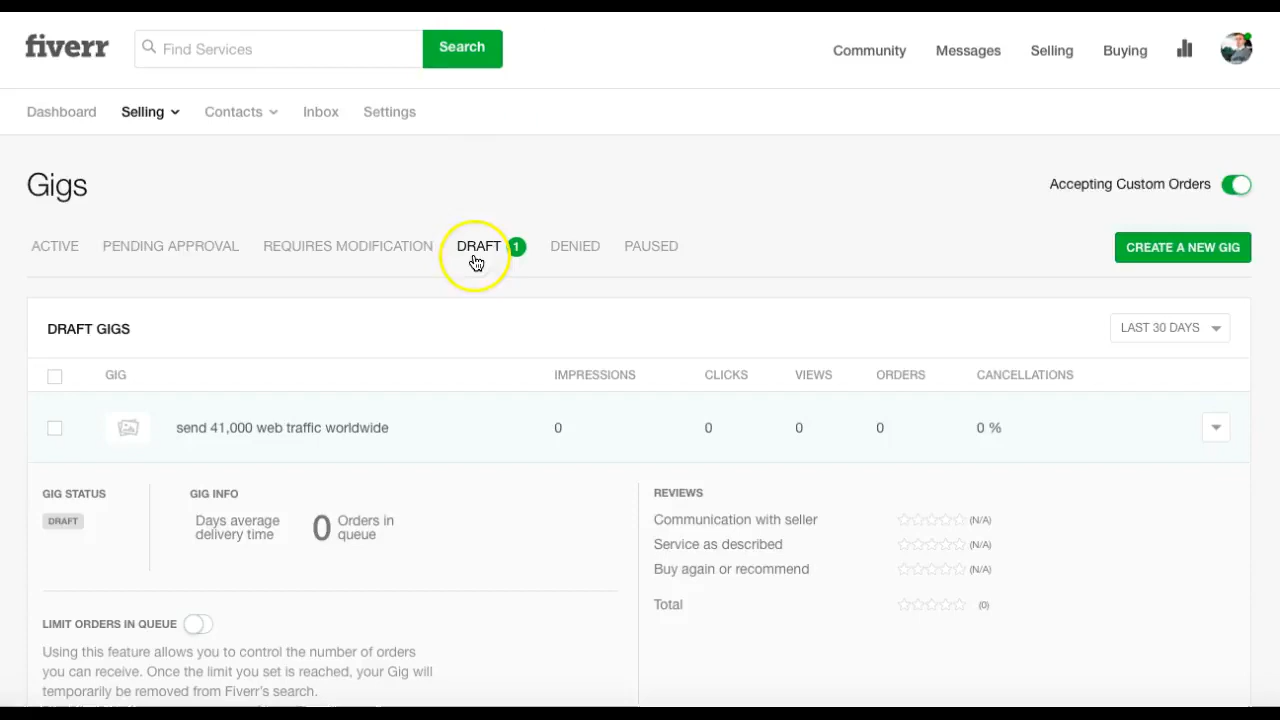 fiverr
Find Services
Search
Community
Messages
Selling
Buying
Dashboard
Selling
Contacts
Inbox
Settings
Gigs
Accepting Custom Orders
ACTIVE
PENDING APPROVAL
REQUIRES MODIFICATION
DRAFT
1
DENIED
PAUSED
CREATE A NEW GIG
DRAFT GIGS
LAST 30 DAYS
GIG
IMPRESSIONS
CLICKS
VIEWS
ORDERS
CANCELLATIONS
send 41,000 web traffic worldwide
0
0
0
0
0 %
GIG STATUS
DRAFT
GIG INFO
Days average
delivery time
0
Orders in
queue
REVIEWS
Communication with seller
(N/A)
Service as described
(N/A)
Buy again or recommend
(N/A)
Total
(0)
LIMIT ORDERS IN QUEUE
Using this feature allows you to control the number of orders
you can receive. Once the limit you set is reached, your Gig will
temporarily be removed from Fiverr's search.